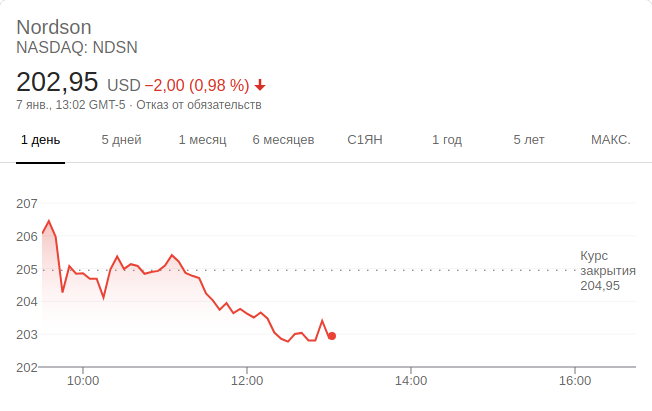 Nordson
NASDAQ: NDSN
202,95 USD −2,00 (0,98 %)
7 янв., 13:02 GMT-5 · Отказ от обязательств
1 день 5 дней 1 месяц 6 месяцев С1ЯН 1 год 5 лет МАКС.
207
206
205
204
203
202
Курс
закрытия
204,95
10:00 12:00 14:00 16:00